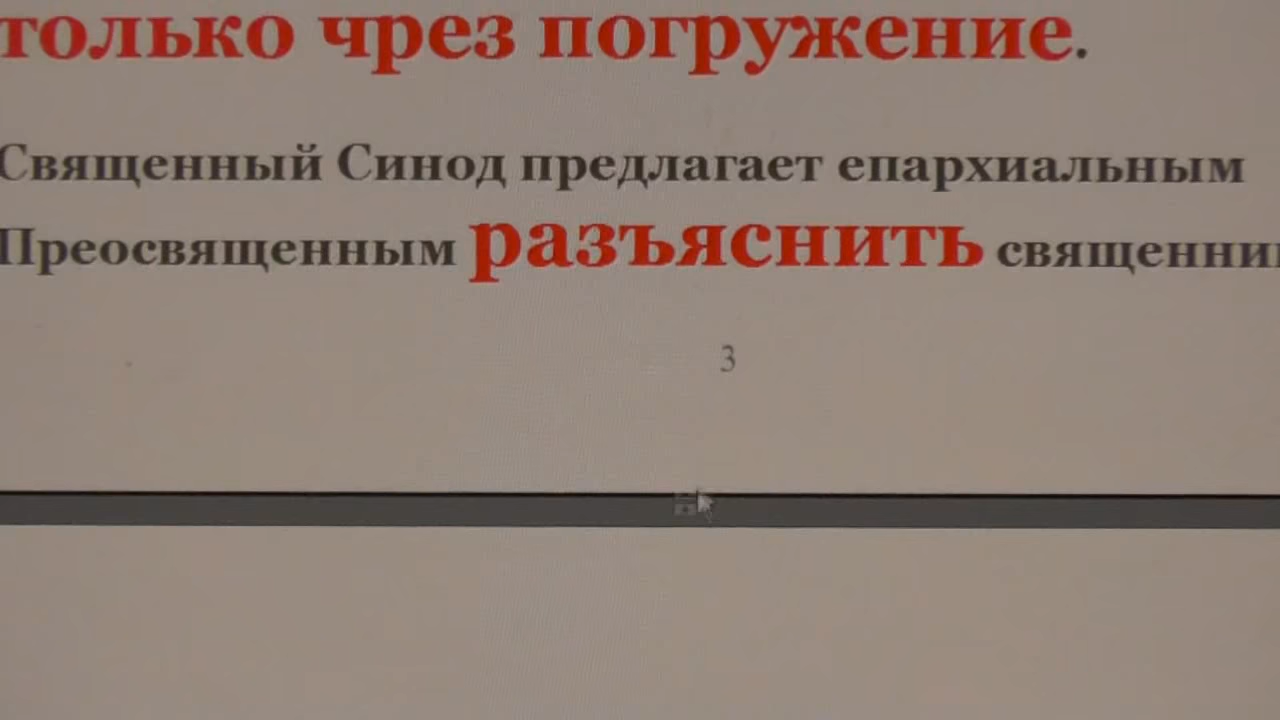 только чрез погружение.
Священный Синод предлагает епархиальным
Преосвященным разъяснить
3